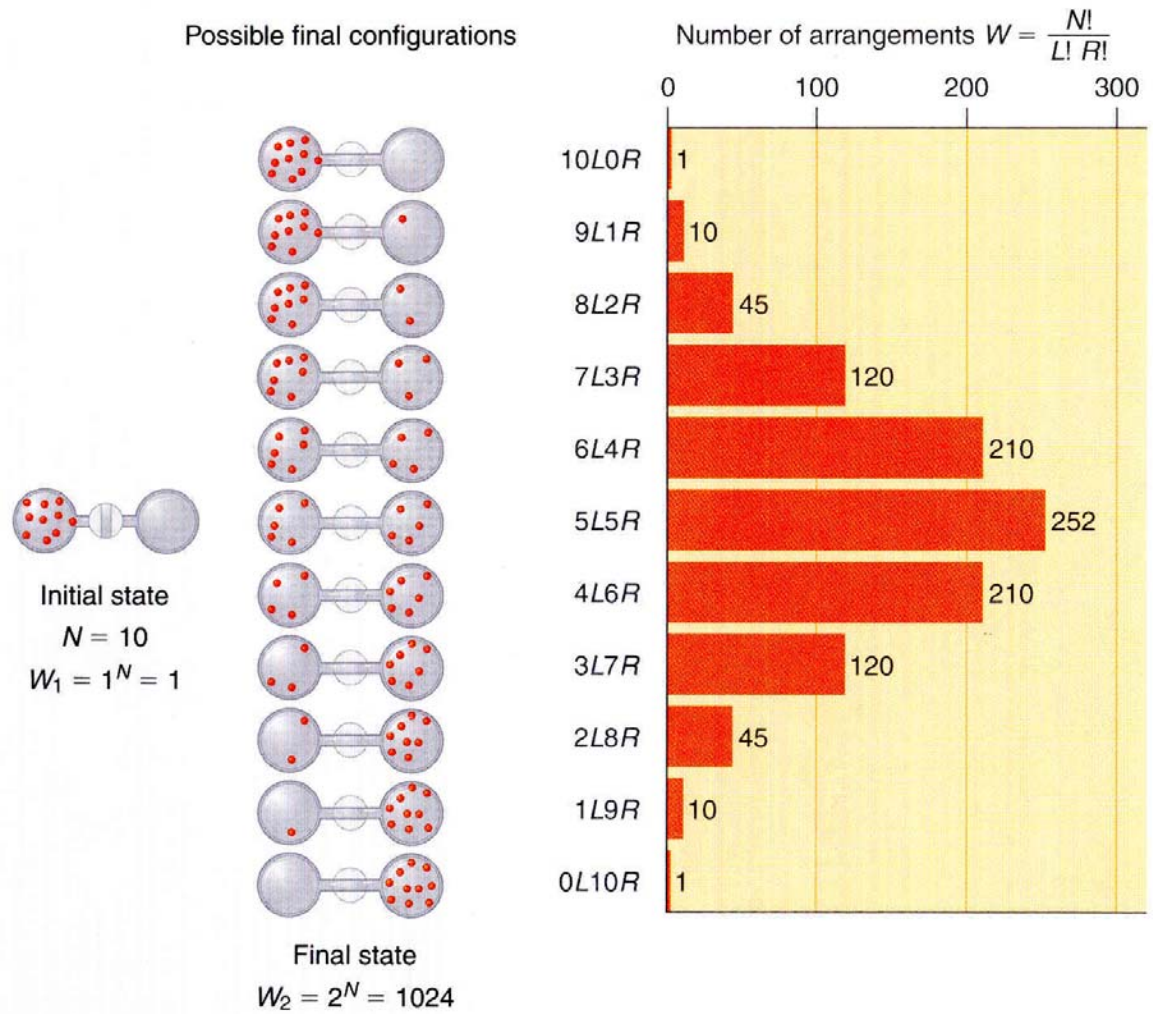 Possible final configurations
Number of arrangements W = N! / L! R!
0 100 200 300
10L0R 1
9L1R 10
8L2R 45
7L3R 120
6L4R 210
5L5R 252
4L6R 210
3L7R 120
2L8R 45
1L9R 10
0L10R 1
Initial state
N = 10
W₁ = 1ᴺ = 1
Final state
W₂ = 2ᴺ = 1024